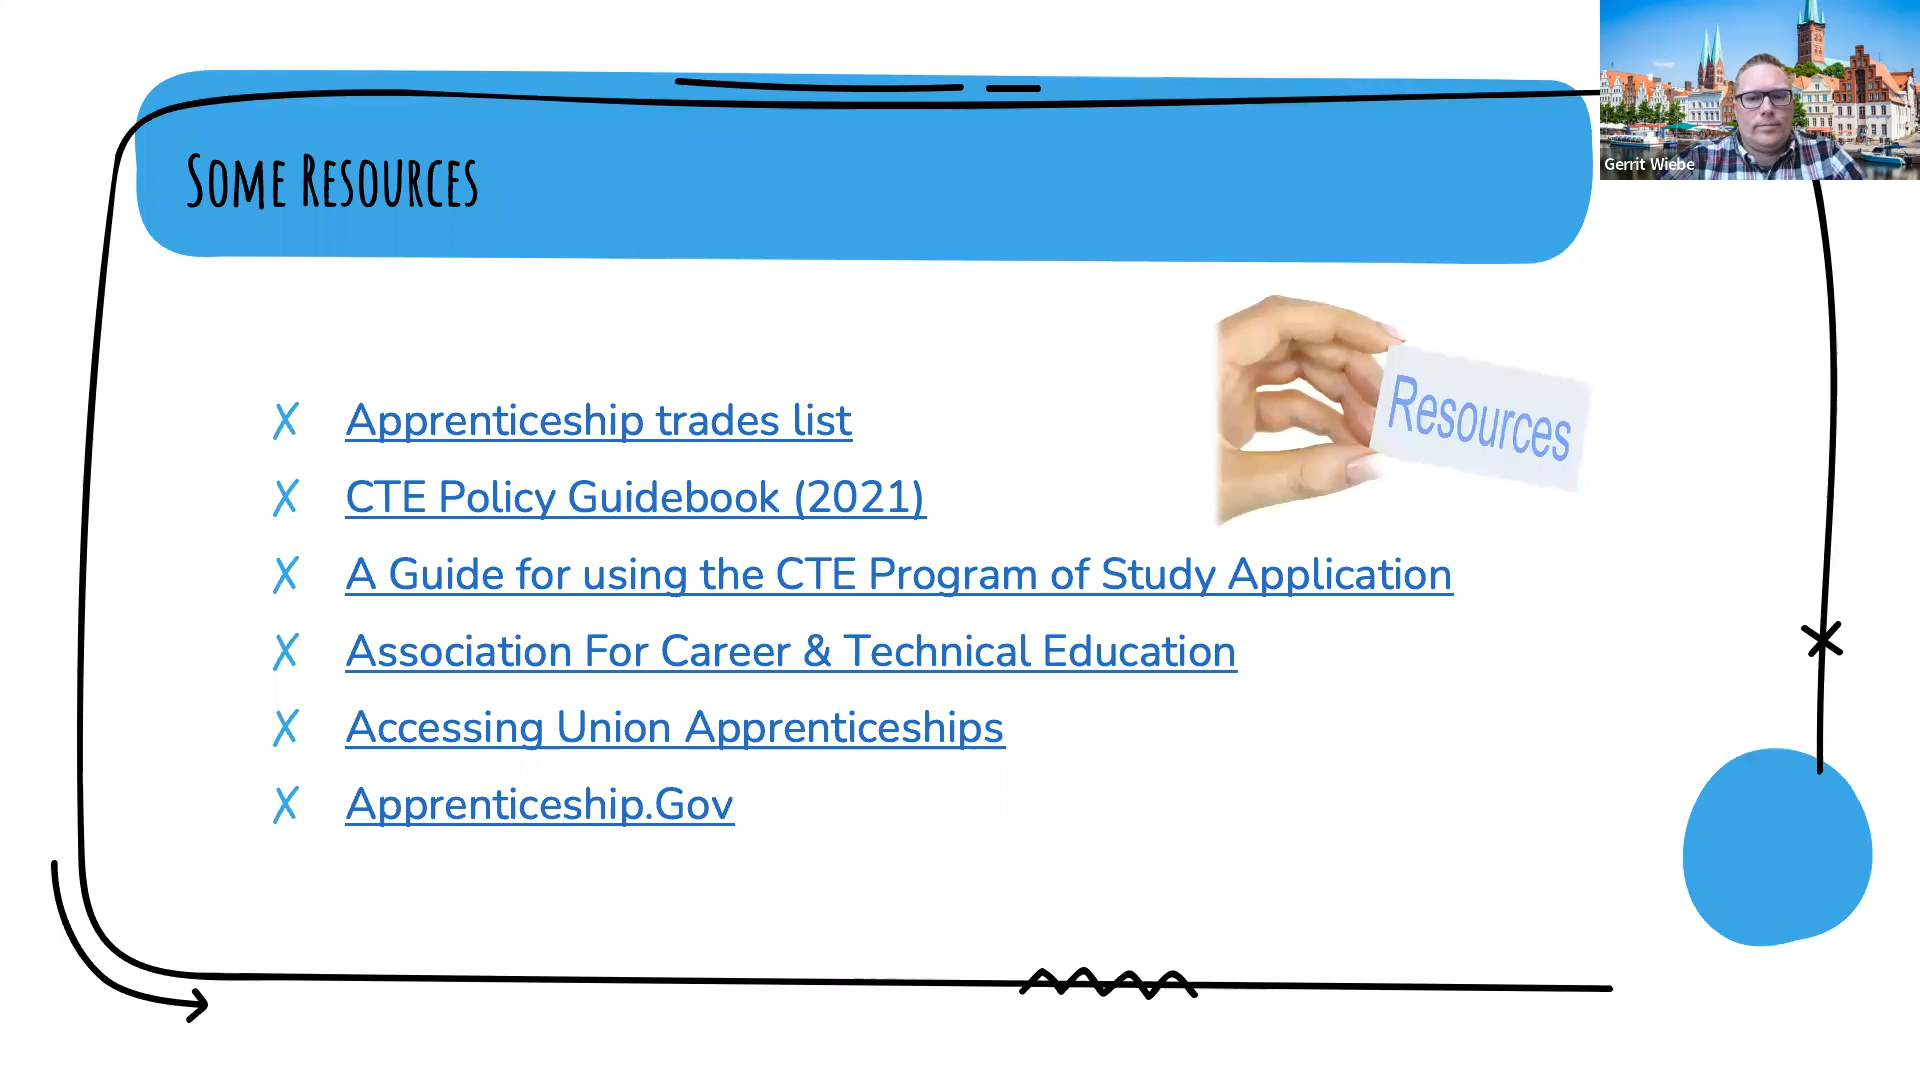 Some Resources
Gerrit Wiebe
Resources
Apprenticeship trades list
CTE Policy Guidebook (2021)
A Guide for using the CTE Program of Study Application
Association For Career & Technical Education
Accessing Union Apprenticeships
Apprenticeship.Gov